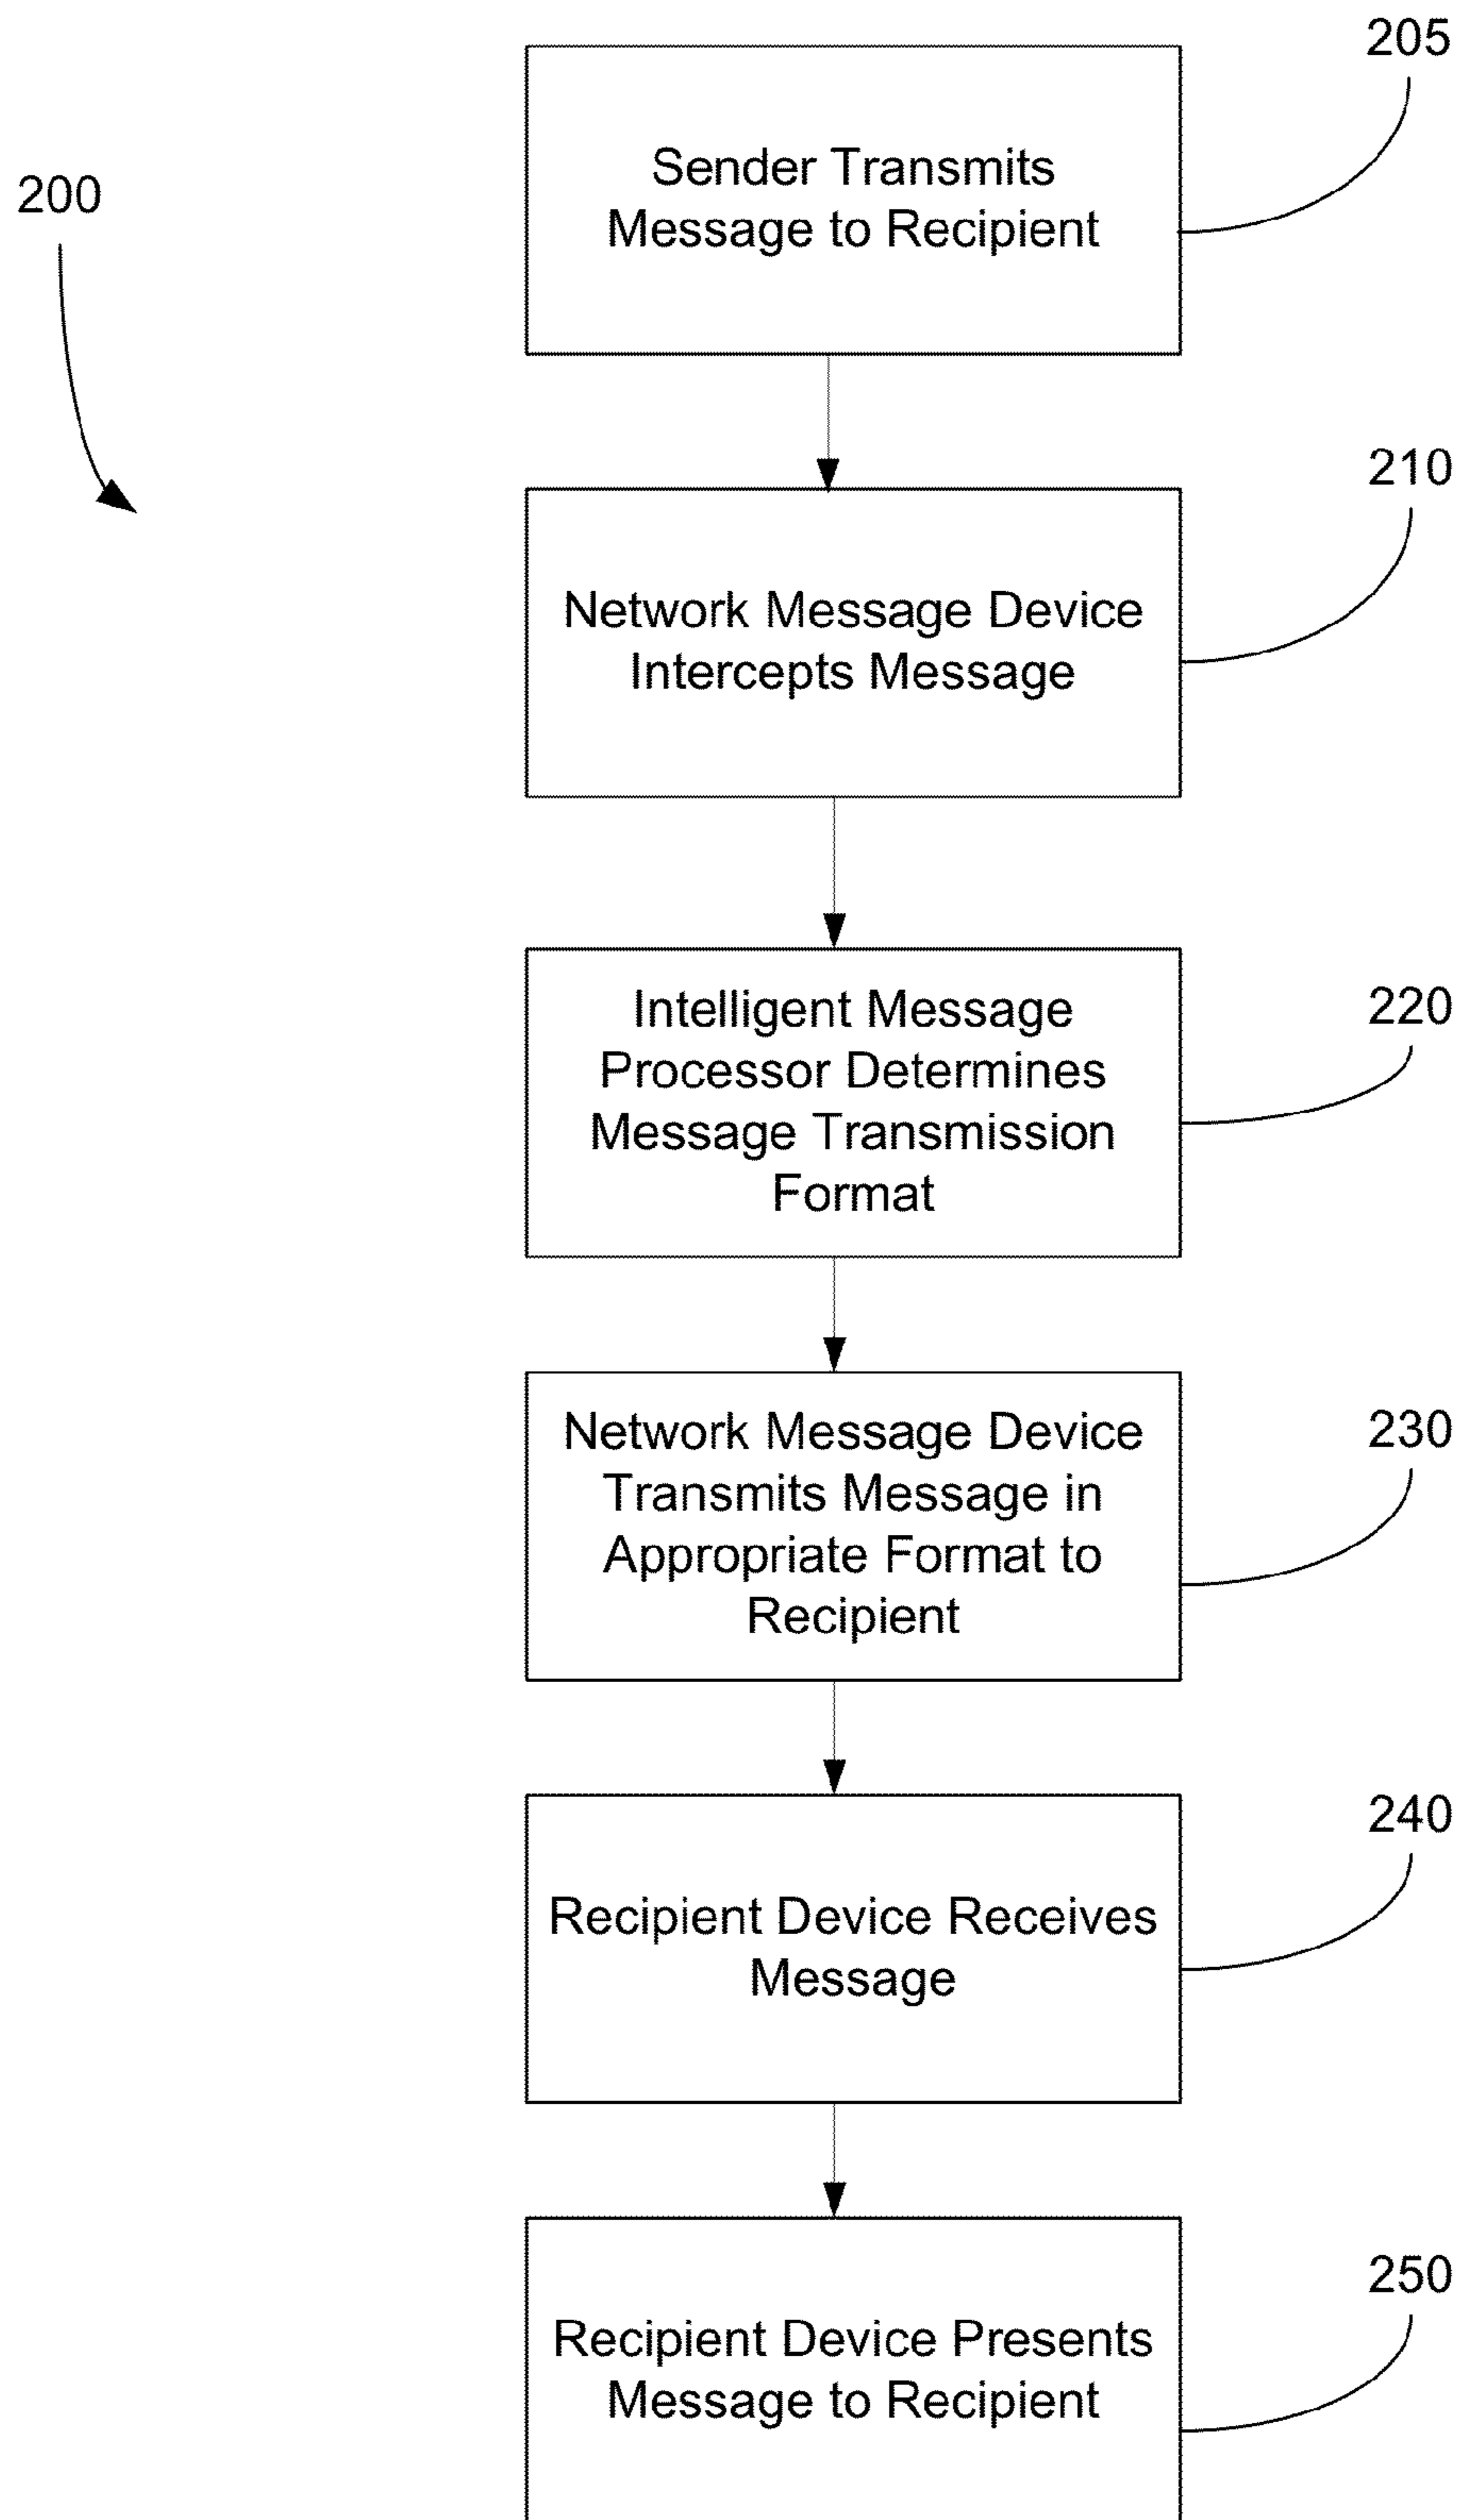 205
Sender Transmits
Message to Recipient
200
210
Network Message Device
Intercepts Message
220
Intelligent Message
Processor Determines
Message Transmission
Format
230
Network Message Device
Transmits Message in
Appropriate Format to
Recipient
240
Recipient Device Receives
Message
250
Recipient Device Presents
Message to Recipient